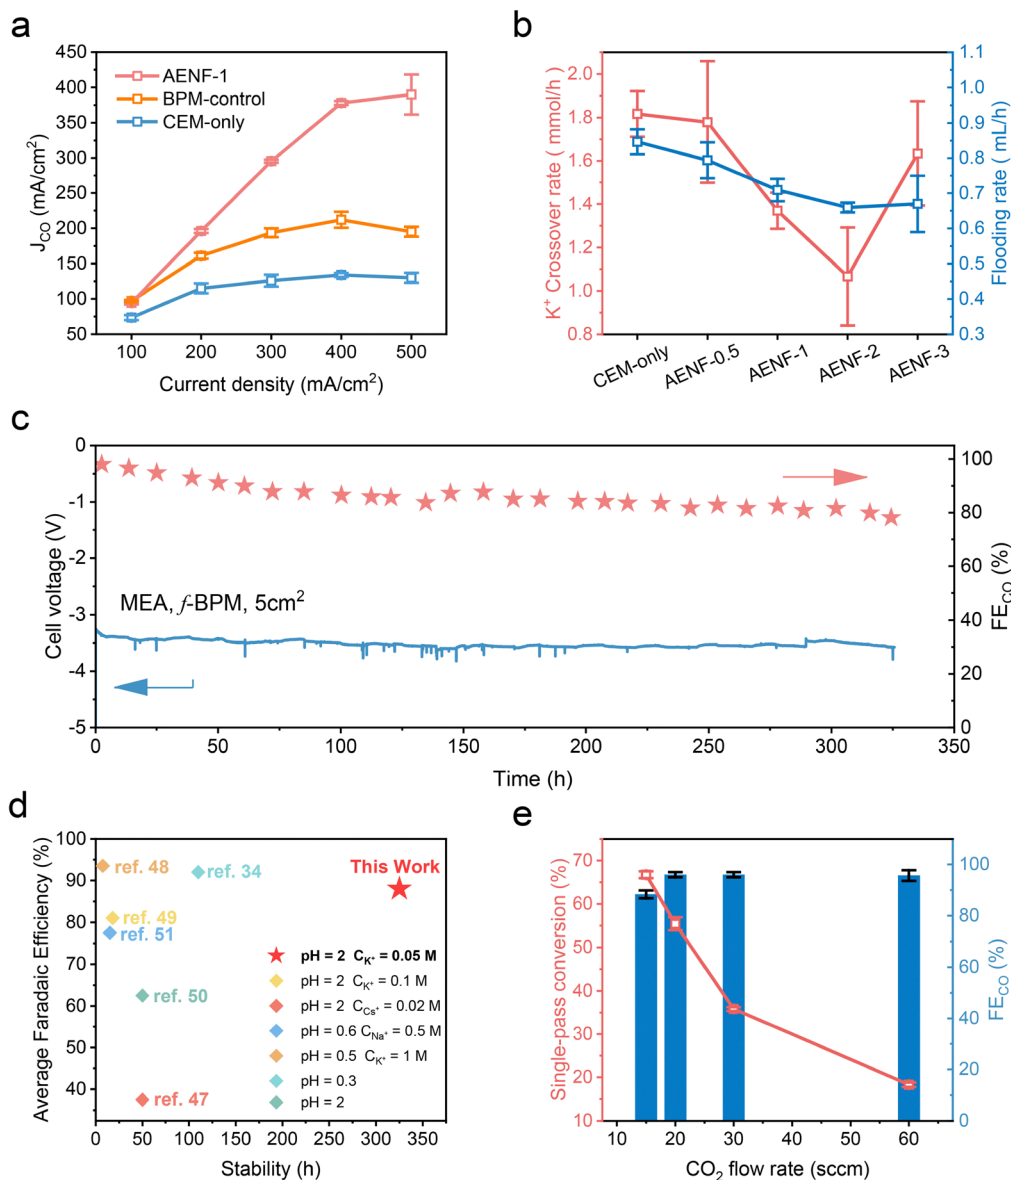 a
450
400
350
300
250
200
150
100
50
J_CO (mA/cm²)
AENF-1
BPM-control
CEM-only
100 200 300 400 500
Current density (mA/cm²)
b
2.0
1.8
1.6
1.4
1.2
1.0
0.8
K⁺ Crossover rate ( mmol/h )
1.1
1.0
0.9
0.8
0.7
0.6
0.5
0.4
0.3
Flooding rate ( mL/h)
CEM-only AENF-0.5 AENF-1 AENF-2 AENF-3
c
0
-1
-2
-3
-4
-5
Cell voltage (V)
MEA, f-BPM, 5cm²
100
80
60
40
20
0
FE_CO (%)
0 50 100 150 200 250 300 350
Time (h)
d
100
90
80
70
60
50
40
Average Faradaic Efficiency (%)
ref. 48
ref. 34
This Work
ref. 49
ref. 51
ref. 50
ref. 47
pH = 2 C_K⁺ = 0.05 M
pH = 2 C_K⁺ = 0.1 M
pH = 2 C_Cs⁺ = 0.02 M
pH = 0.6 C_Na⁺ = 0.5 M
pH = 0.5 C_K⁺ = 1 M
pH = 0.3
pH = 2
0 50 100 150 200 250 300 350
Stability (h)
e
70
60
50
40
30
20
10
Single-pass conversion (%)
100
80
60
40
20
0
FE_CO (%)
10 20 30 40 50 60
CO₂ flow rate (sccm)